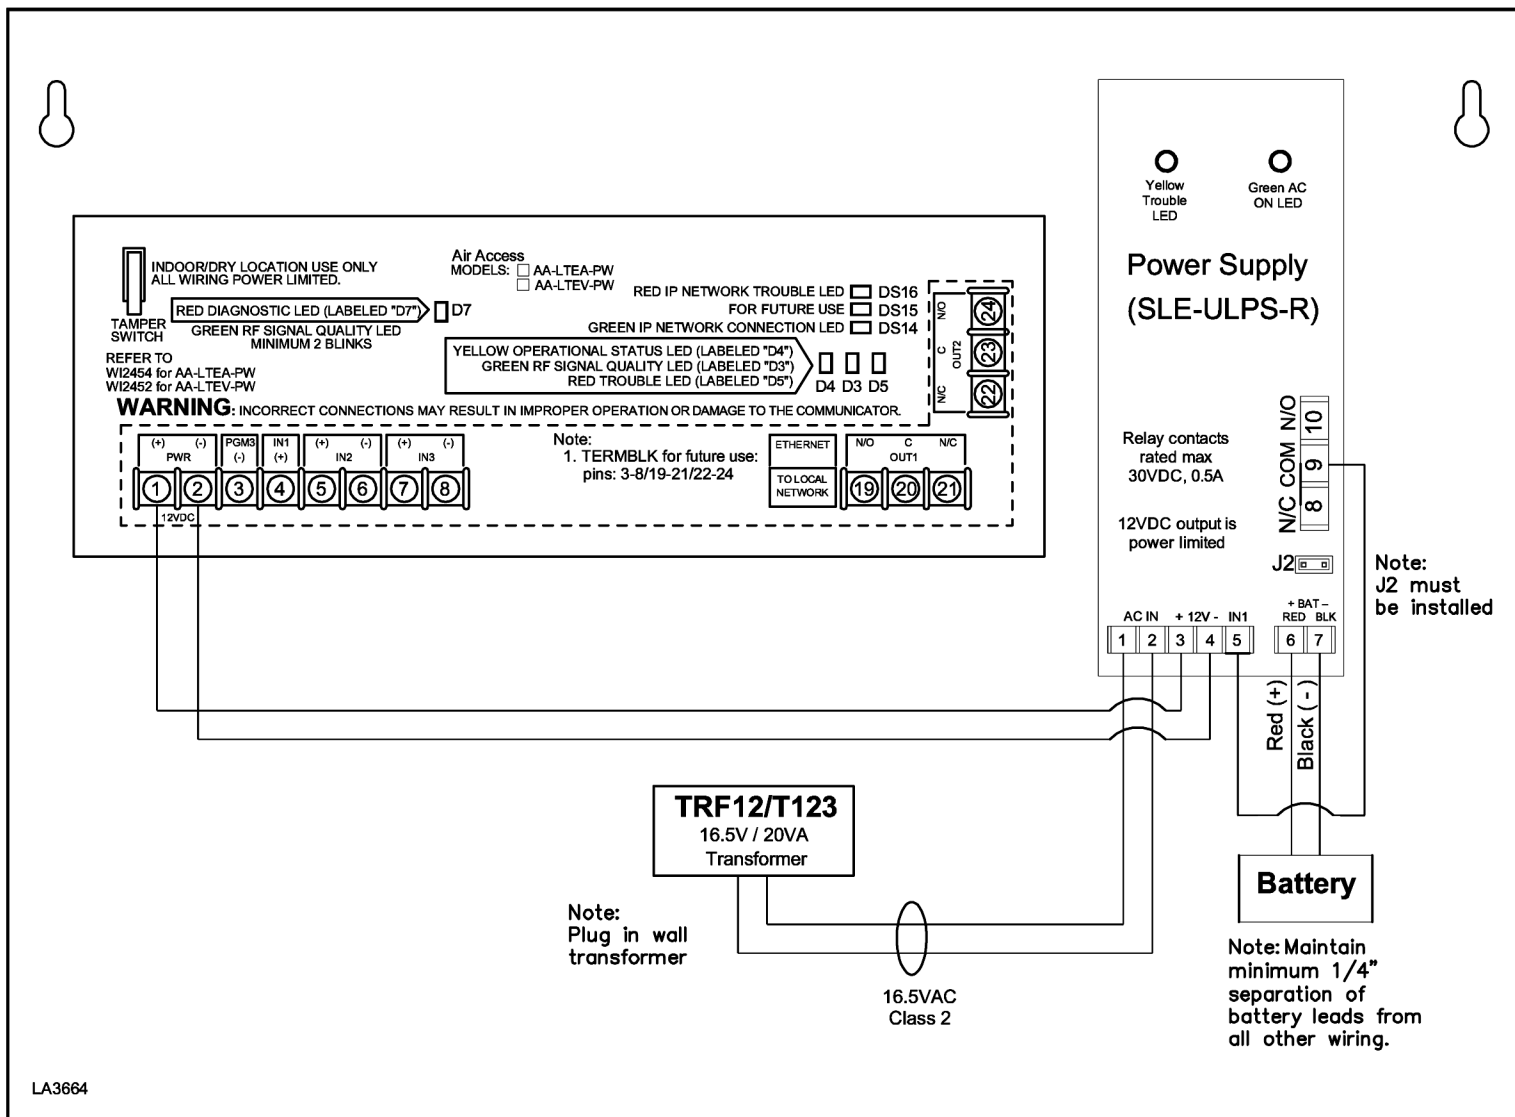 Yellow
Trouble
LED
Green AC
ON LED
Power Supply
(SLE-ULPS-R)
INDOOR/DRY LOCATION USE ONLY
ALL WIRING POWER LIMITED.
Air Access
MODELS: AA-LTEA-PW
AA-LTEV-PW
RED DIAGNOSTIC LED (LABELED "D7")
D7
TAMPER
SWITCH
GREEN RF SIGNAL QUALITY LED
MINIMUM 2 BLINKS
RED IP NETWORK TROUBLE LED DS16
FOR FUTURE USE DS15
GREEN IP NETWORK CONNECTION LED DS14
REFER TO
WI2454 for AA-LTEA-PW
WI2452 for AA-LTEV-PW
YELLOW OPERATIONAL STATUS LED (LABELED "D4")
GREEN RF SIGNAL QUALITY LED (LABELED "D3")
RED TROUBLE LED (LABELED "D5")
D4 D3 D5
N/O
C
N/C
OUT2
24
23
22
WARNING: INCORRECT CONNECTIONS MAY RESULT IN IMPROPER OPERATION OR DAMAGE TO THE COMMUNICATOR.
(+) (-) PGM3 IN1 (+) (-) (+) (-)
PWR (-) (+) IN2 IN3
1 2 3 4 5 6 7 8
12VDC
Note:
1. TERMBLK for future use:
pins: 3-8/19-21/22-24
ETHERNET
TO LOCAL
NETWORK
N/O C N/C
OUT1
19 20 21
Relay contacts
rated max
30VDC, 0.5A
12VDC output is
power limited
N/C COM N/O
8 9 10
J2
Note:
J2 must
be installed
AC IN + 12V - IN1
+ BAT –
RED BLK
1 2 3 4 5 6 7
Red (+)
Black ( - )
TRF12/T123
16.5V / 20VA
Transformer
Note:
Plug in wall
transformer
16.5VAC
Class 2
Battery
Note: Maintain
minimum 1/4"
separation of
battery leads from
all other wiring.
LA3664